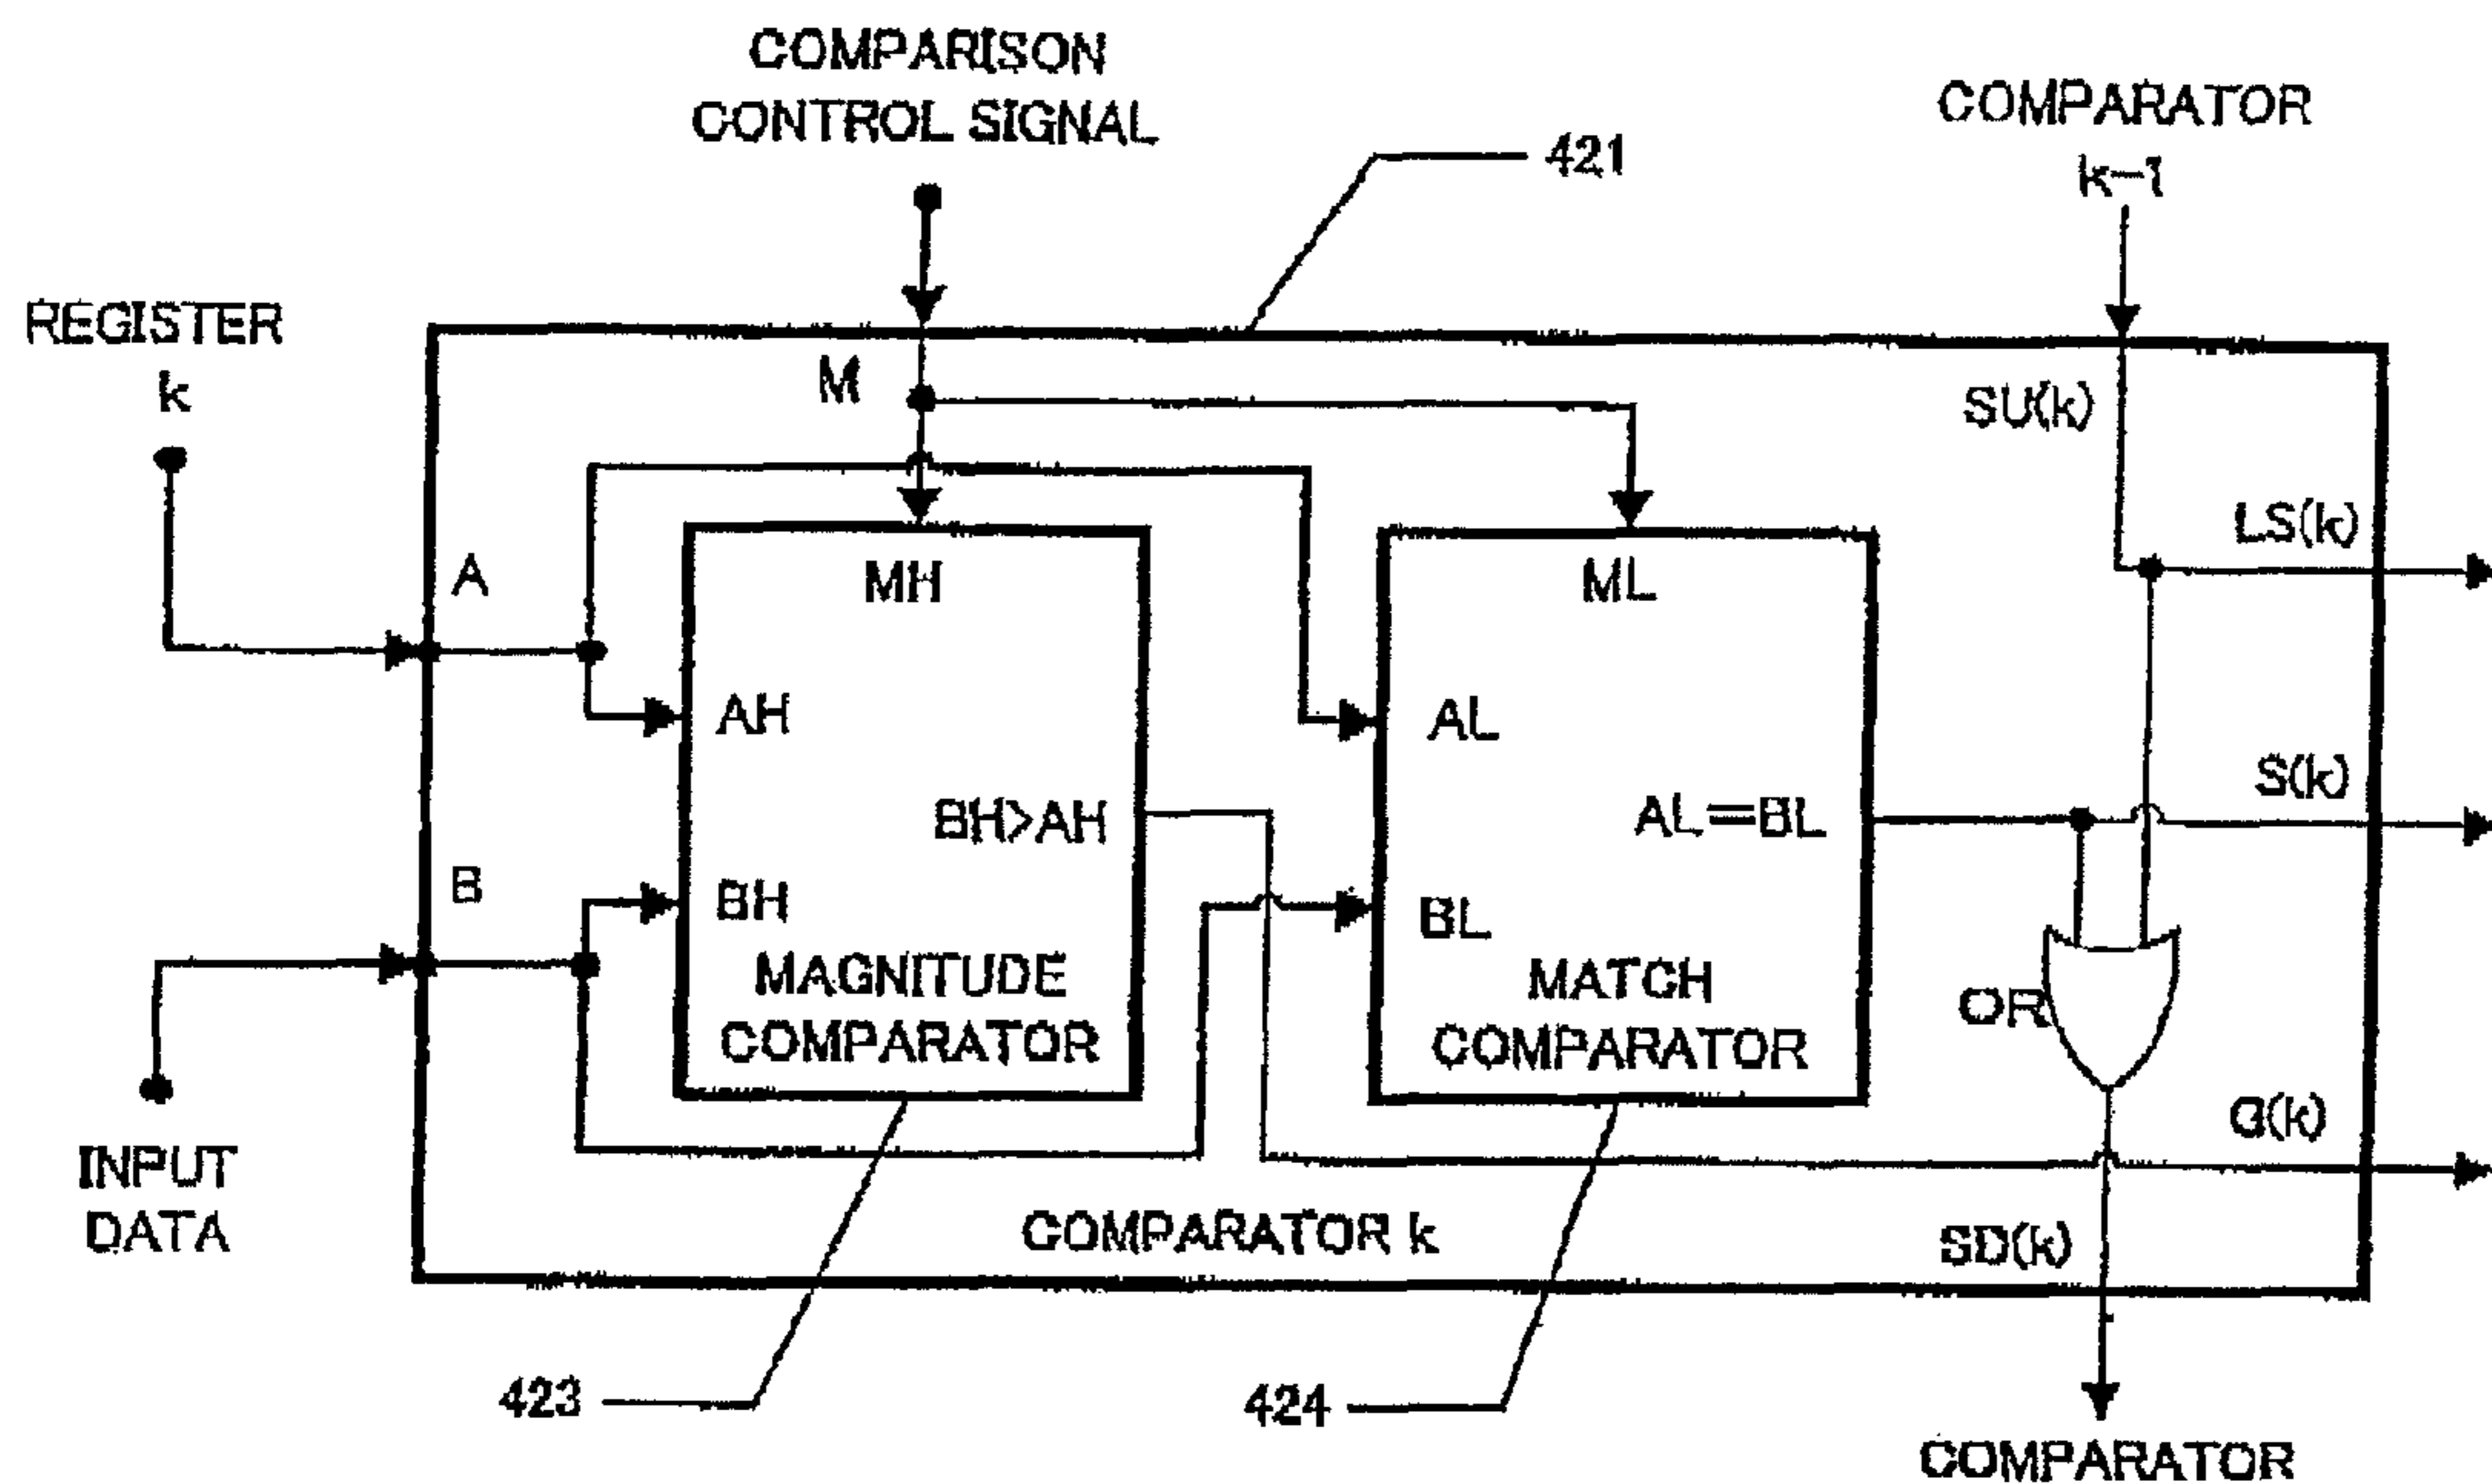 COMPARISON
CONTROL SIGNAL
COMPARATOR
k-1
421
REGISTER
k
M
SU(k)
LS(k)
A
MH
ML
AH
AL
S(k)
BH>AH
AL=BL
B
BH
BL
MAGNITUDE
COMPARATOR
MATCH
COMPARATOR
OR
G(k)
INPUT
DATA
COMPARATOR k
SD(k)
423
424
COMPARATOR